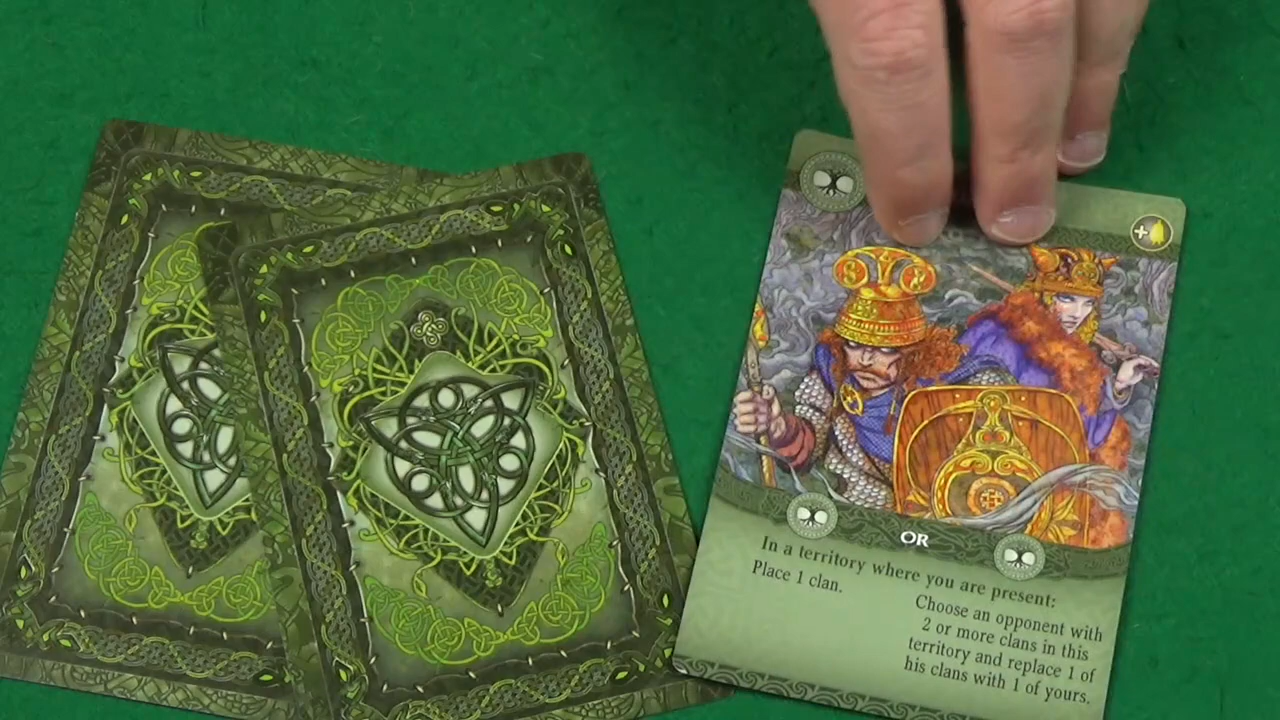 +
OR
In a territory where you are present:
Place 1 clan.
Choose an opponent with
2 or more clans in this
territory and replace 1 of
his clans with 1 of yours.